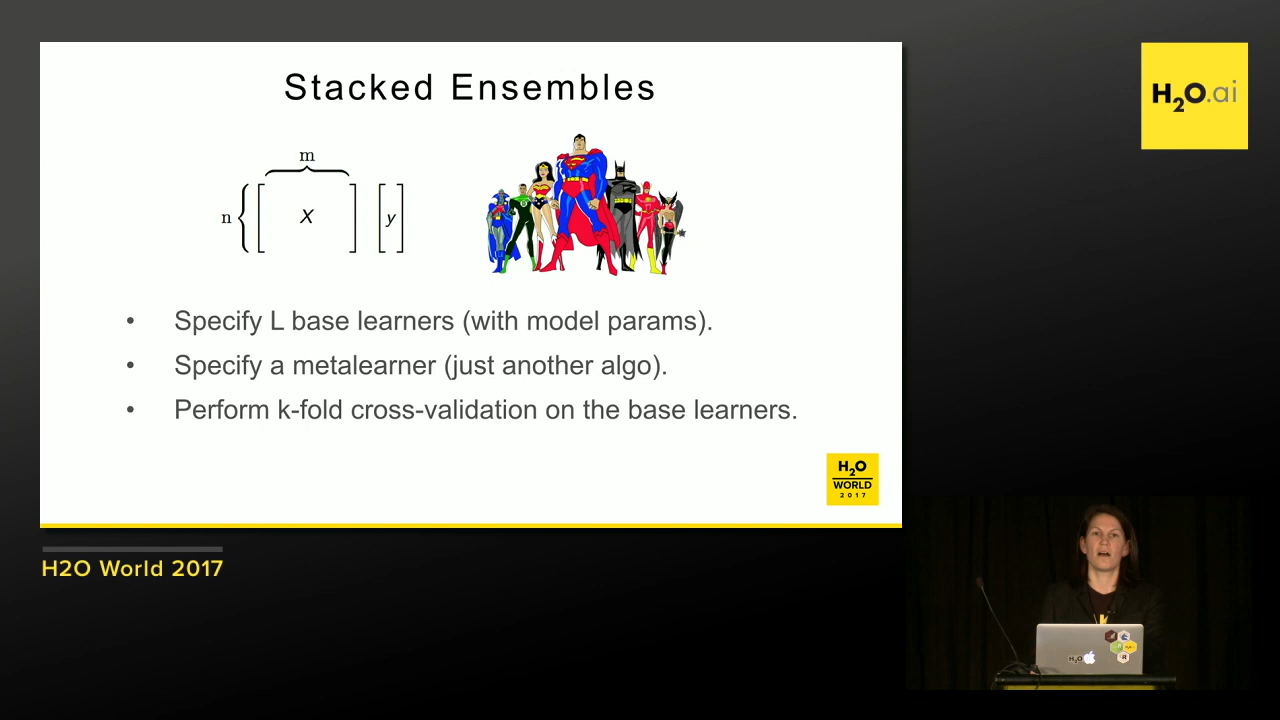 Stacked Ensembles
m
n
X
y
• Specify L base learners (with model params).
• Specify a metalearner (just another algo).
• Perform k-fold cross-validation on the base learners.
H2O
WORLD
2017
H2O.ai
H2O World 2017
H2O
R